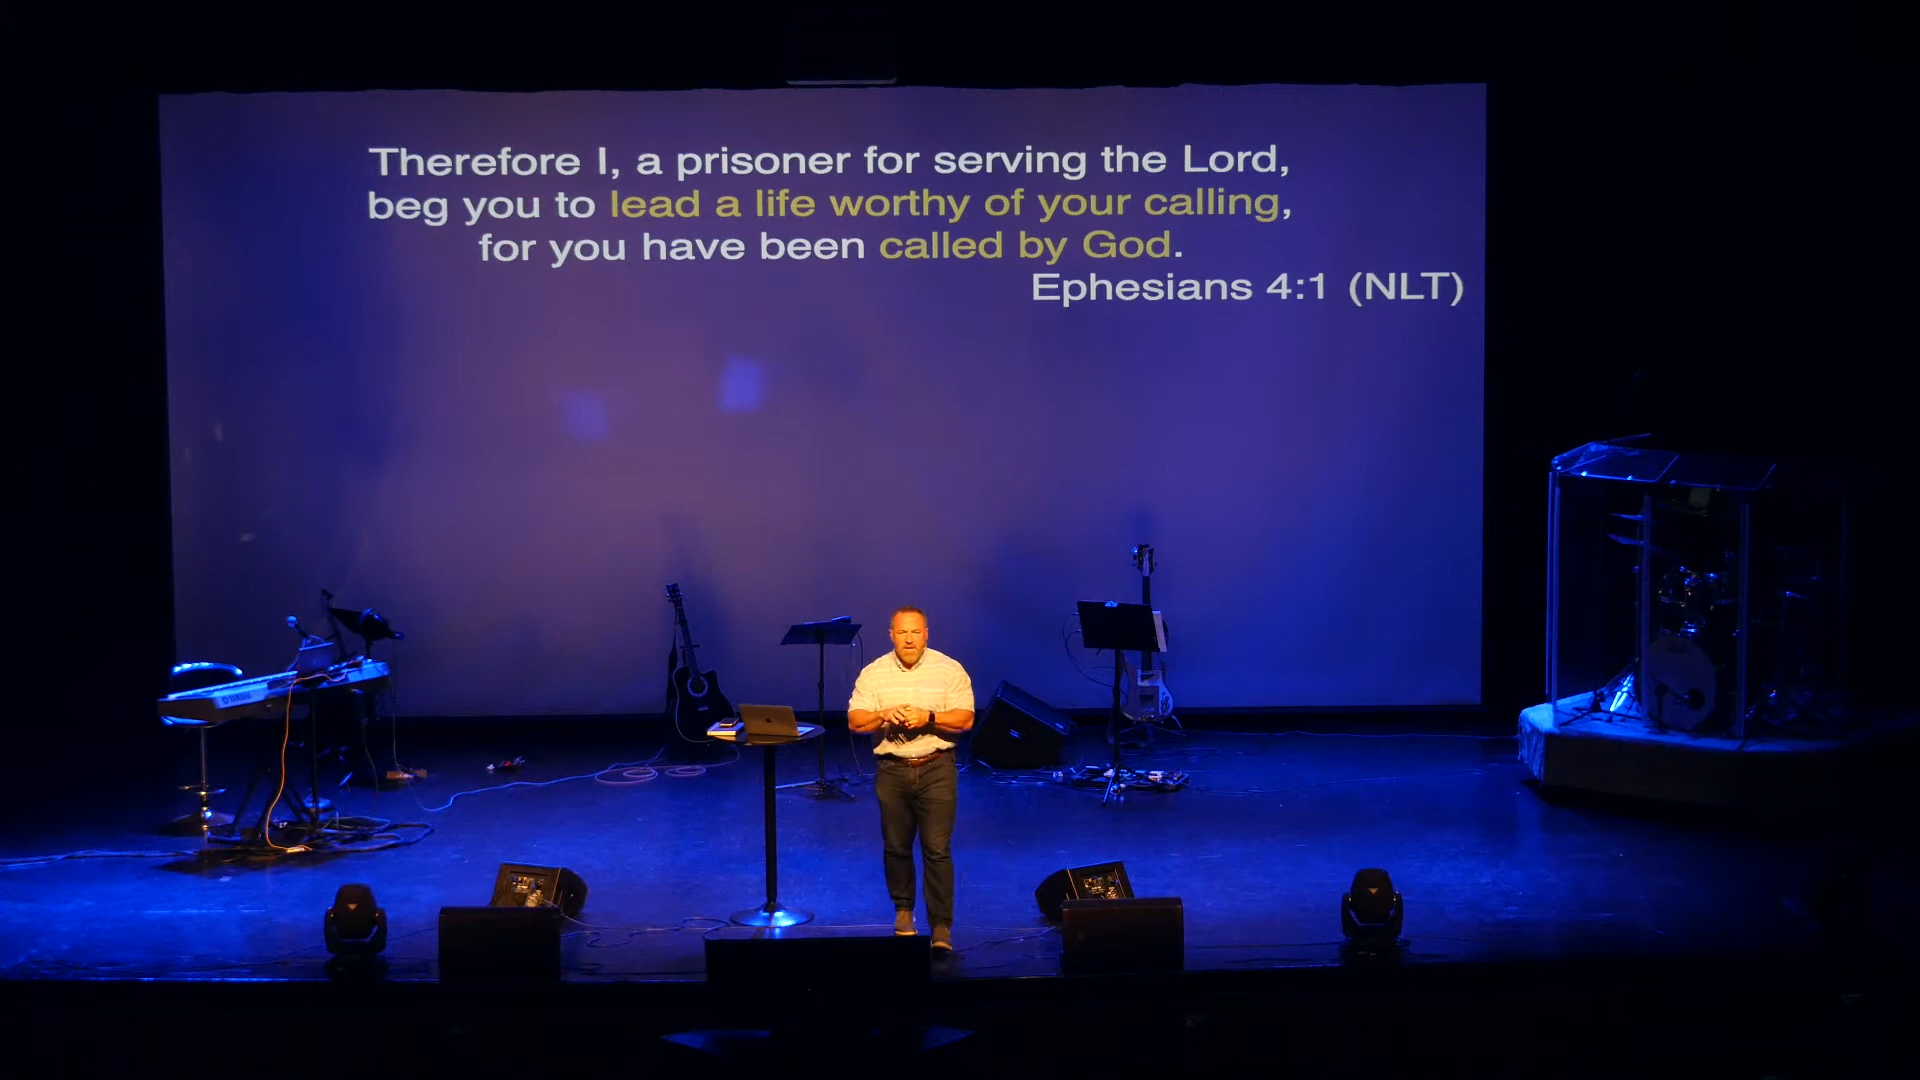 Therefore I, a prisoner for serving the Lord,
beg you to lead a life worthy of your calling,
for you have been called by God.
Ephesians 4:1 (NLT)
YAMAHA